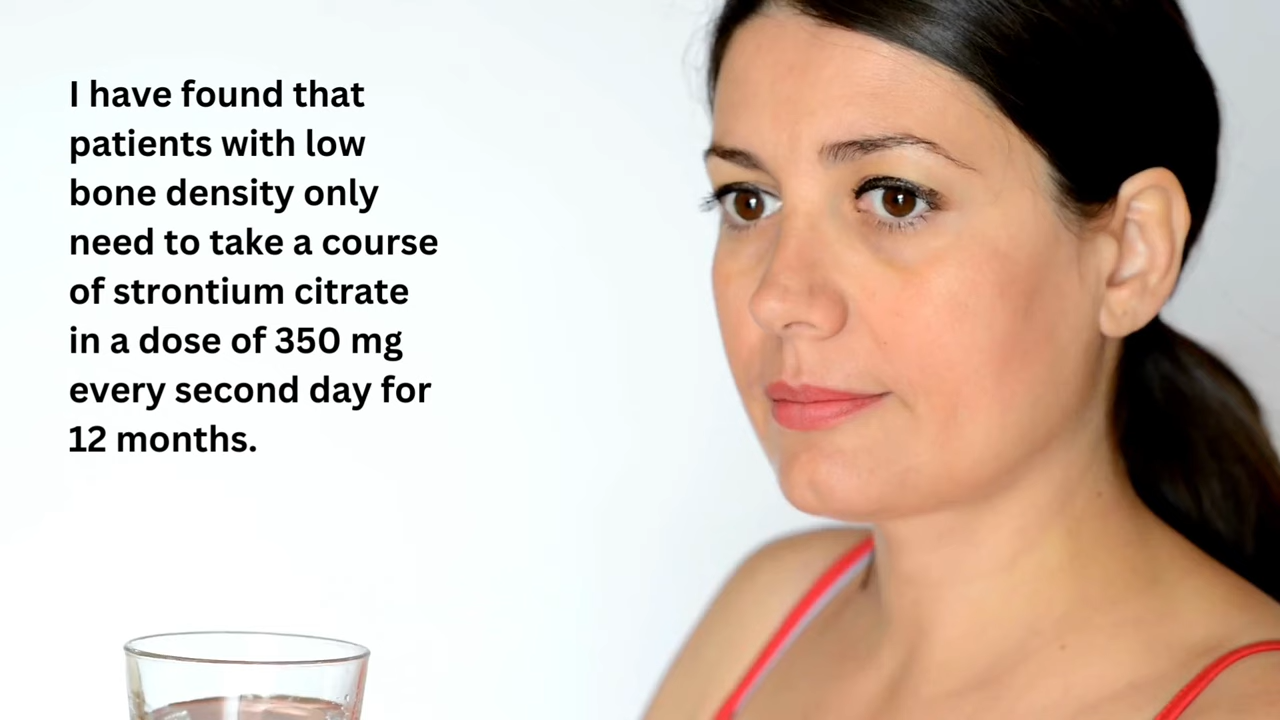 I have found that
patients with low
bone density only
need to take a course
of strontium citrate
in a dose of 350 mg
every second day for
12 months.